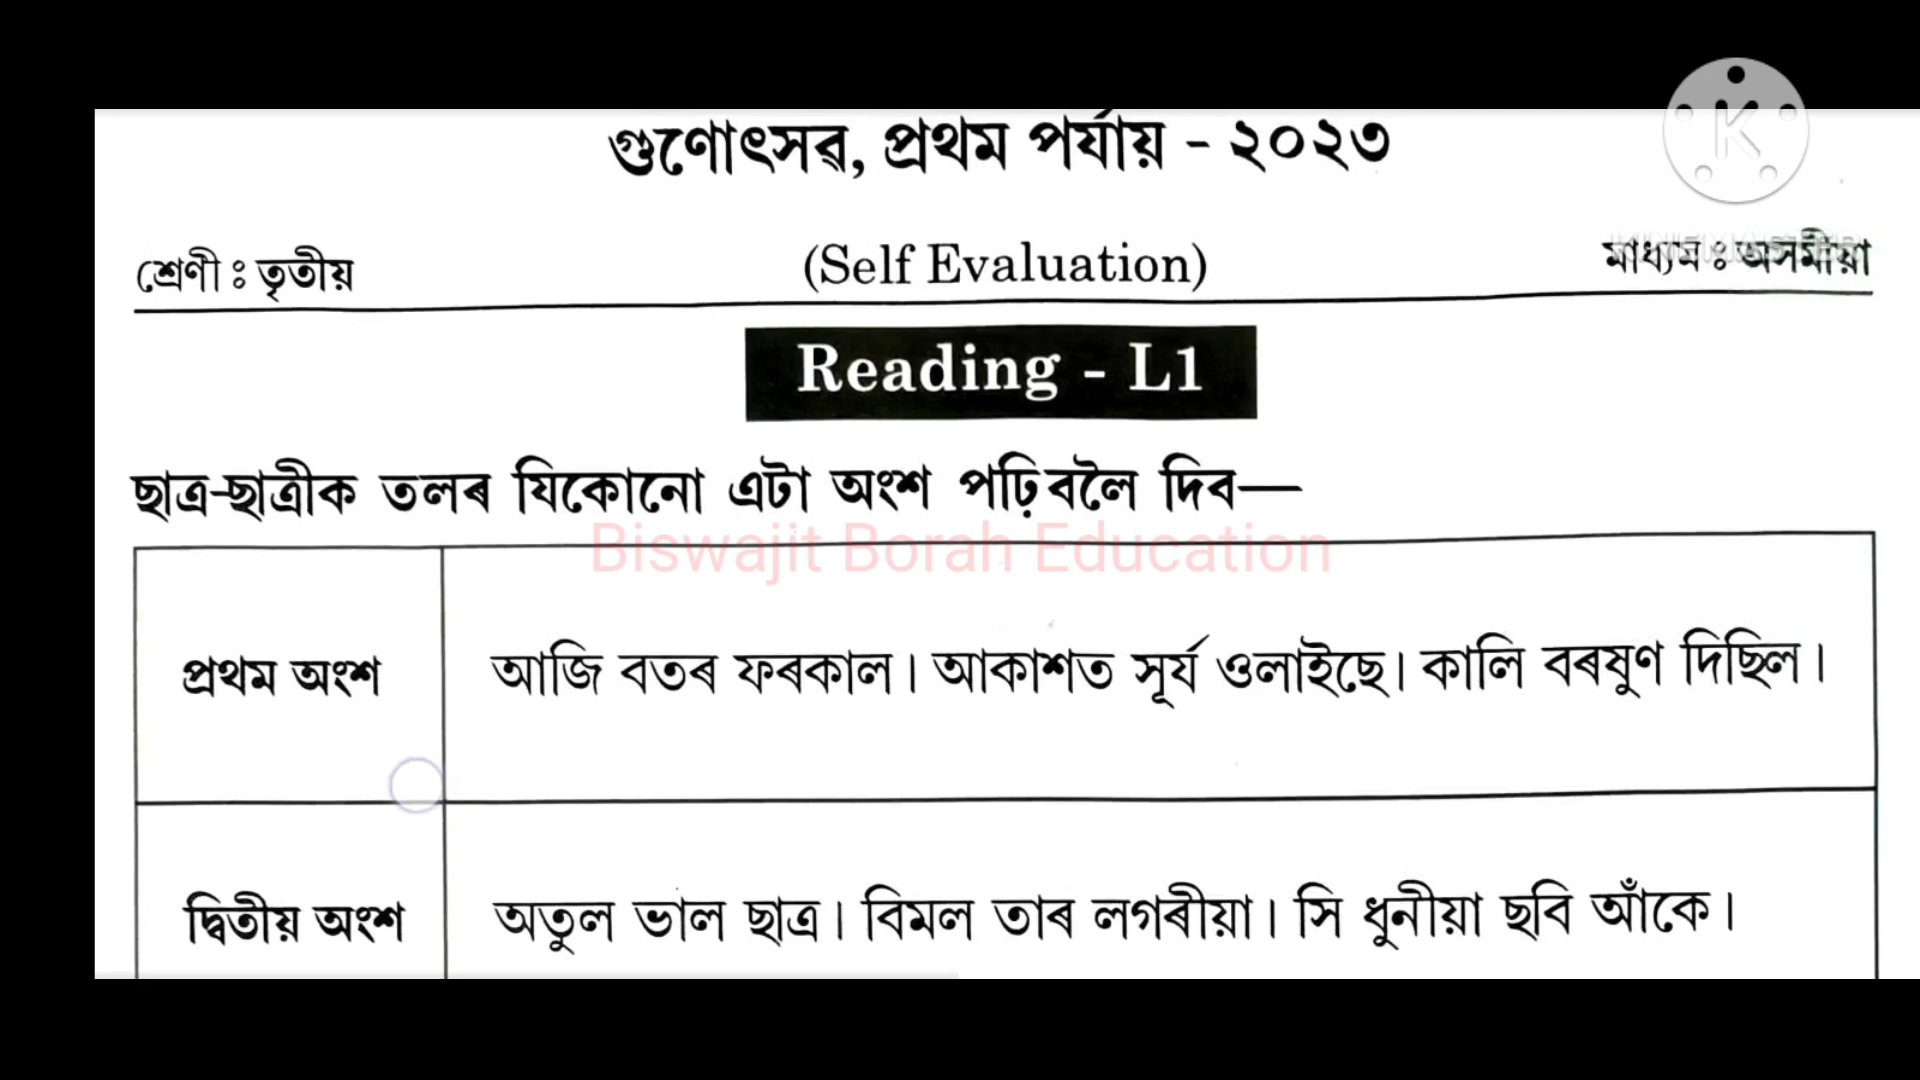 গুণোৎসৱ, প্ৰথম পৰ্যায় - ২০২৩
শ্ৰেণী ঃ তৃতীয়
(Self Evaluation)
মাধ্যম ঃ অসমীয়া
KINEMASTER
Reading - L1
ছাত্ৰ-ছাত্ৰীক তলৰ যিকোনো এটা অংশ পঢ়িবলৈ দিব—
Biswajit Borah Education
প্ৰথম অংশ
আজি বতৰ ফৰকাল। আকাশত সূৰ্য ওলাইছে। কালি বৰষুণ দিছিল।
দ্বিতীয় অংশ
অতুল ভাল ছাত্ৰ। বিমল তাৰ লগৰীয়া। সি ধুনীয়া ছবি আঁকে।